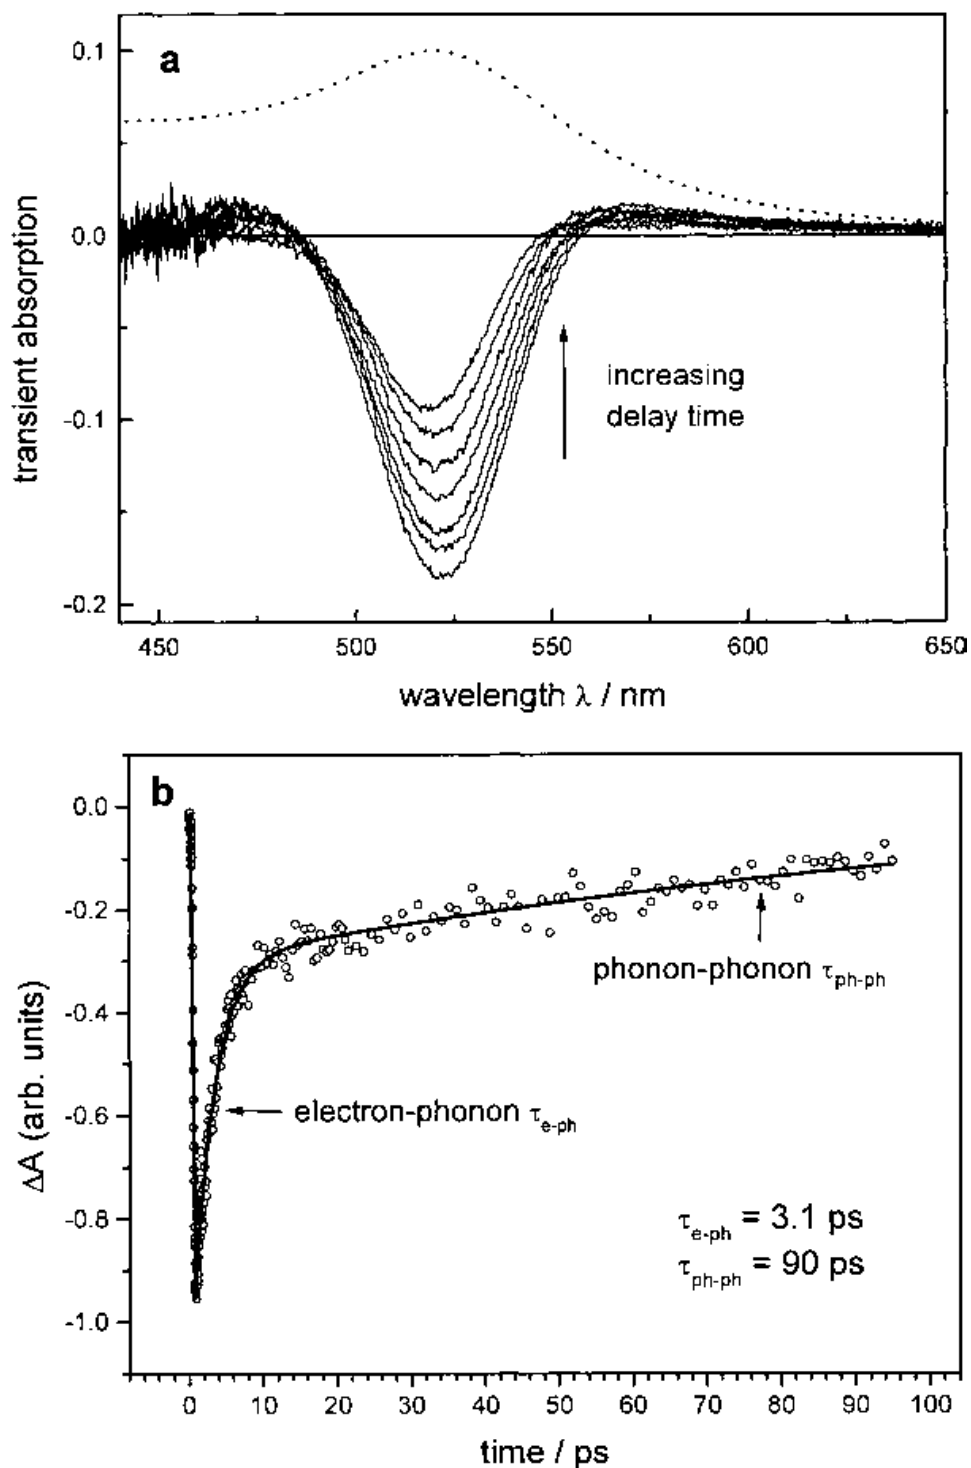 a
0.1
0.0
-0.1
-0.2
transient absorption
increasing
delay time
450 500 550 600 650
wavelength λ / nm
b
0.0
-0.2
-0.4
-0.6
-0.8
-1.0
ΔA (arb. units)
phonon-phonon τph-ph
electron-phonon τe-ph
τe-ph = 3.1 ps
τph-ph = 90 ps
0 10 20 30 40 50 60 70 80 90 100
time / ps